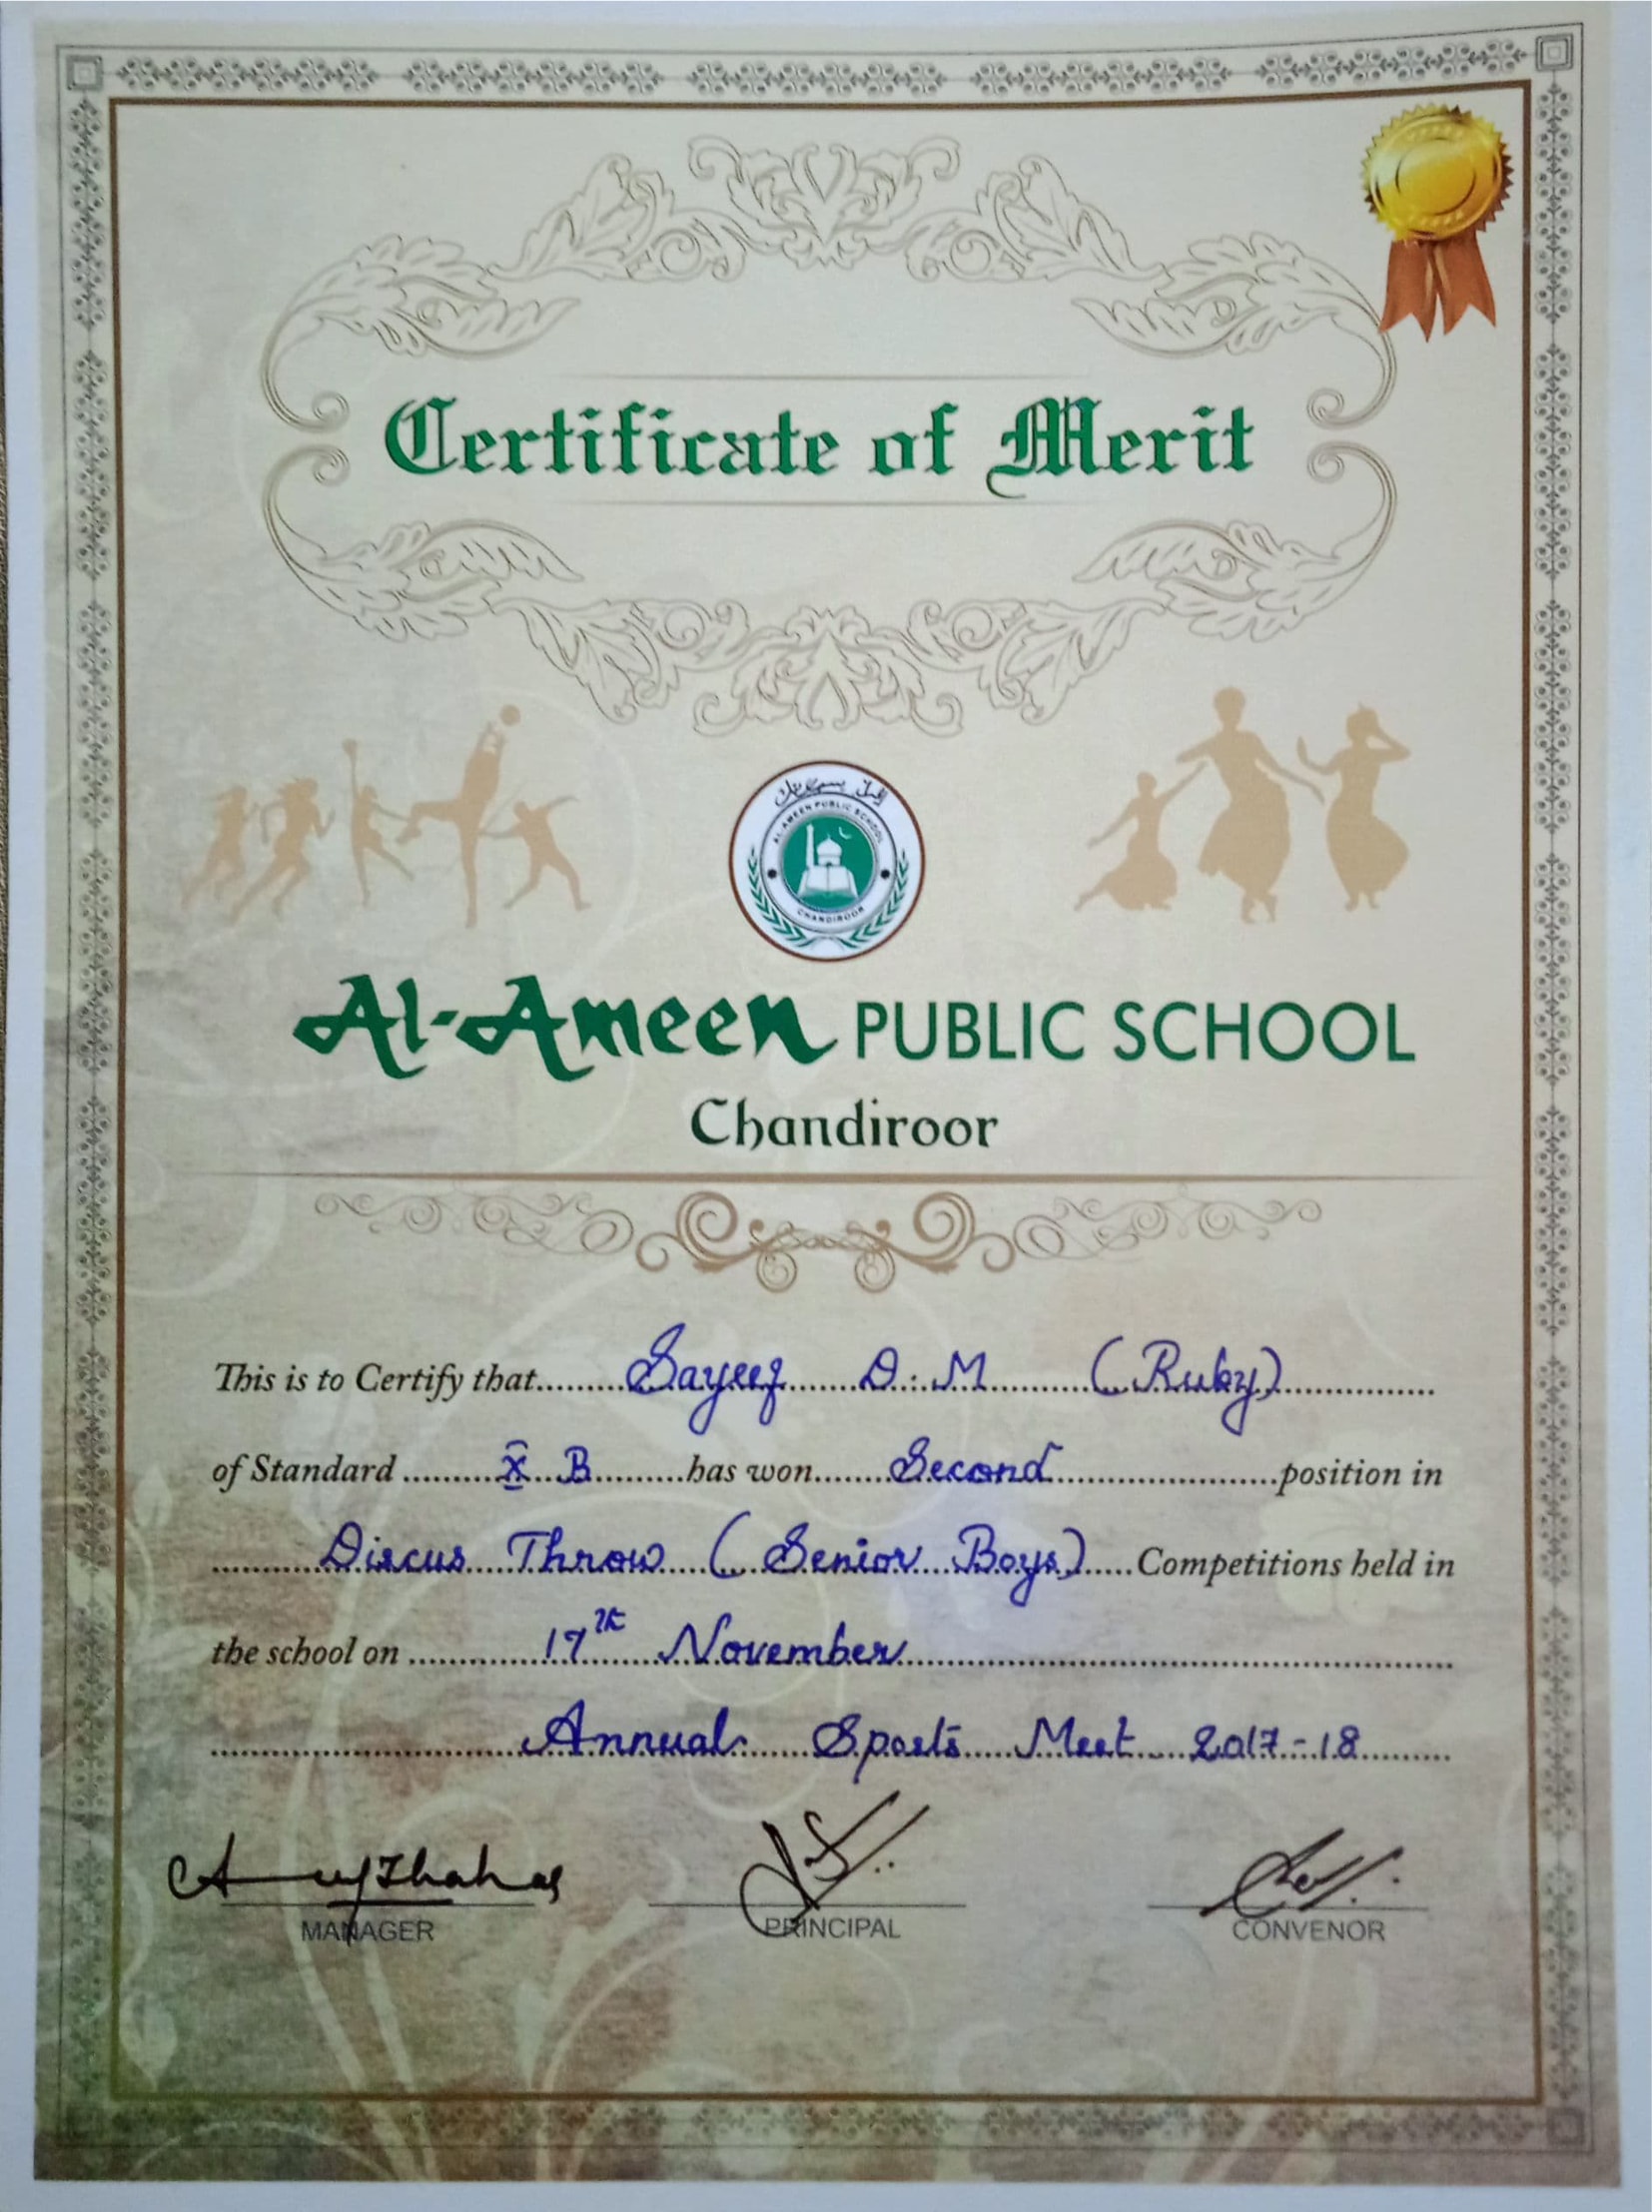 Certificate of Merit
AL-AMEEN PUBLIC SCHOOL
CHANDIROOR
Al-Ameen PUBLIC SCHOOL
Chandiroor
This is to Certify that Sayeef D.M (Ruby)
of Standard X B has won Second position in
Discus Throw (Senior Boys) Competitions held in
the school on 17th November
Annual Sports Meet 2017-18
MANAGER PRINCIPAL CONVENOR